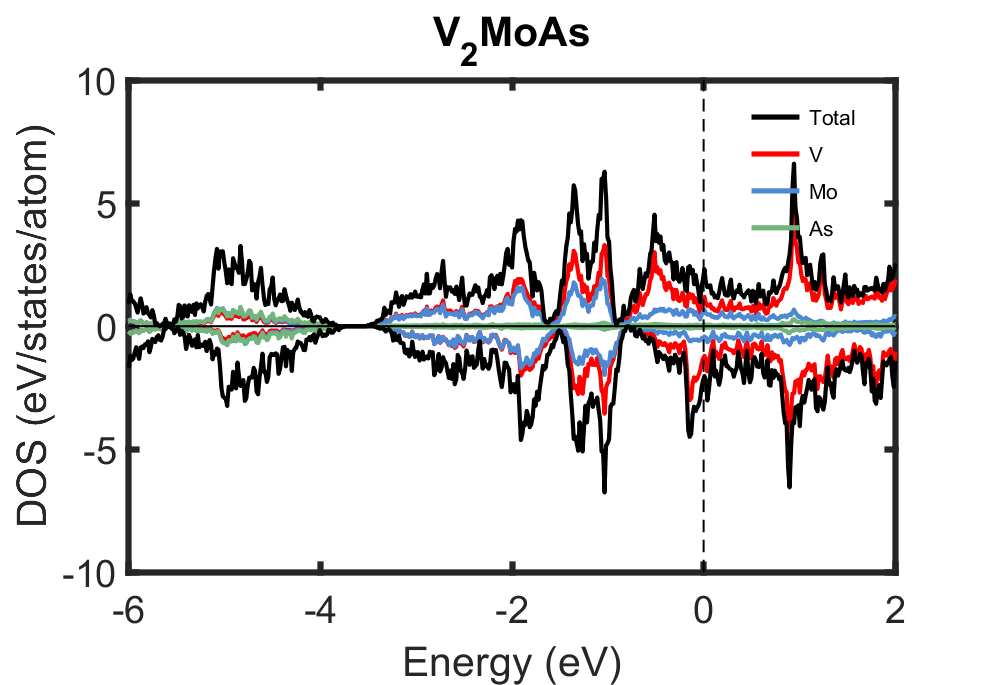 V2MoAs
DOS (eV/states/atom)
10
5
0
-5
-10
Total
V
Mo
As
-6
-4
-2
0
2
Energy (eV)